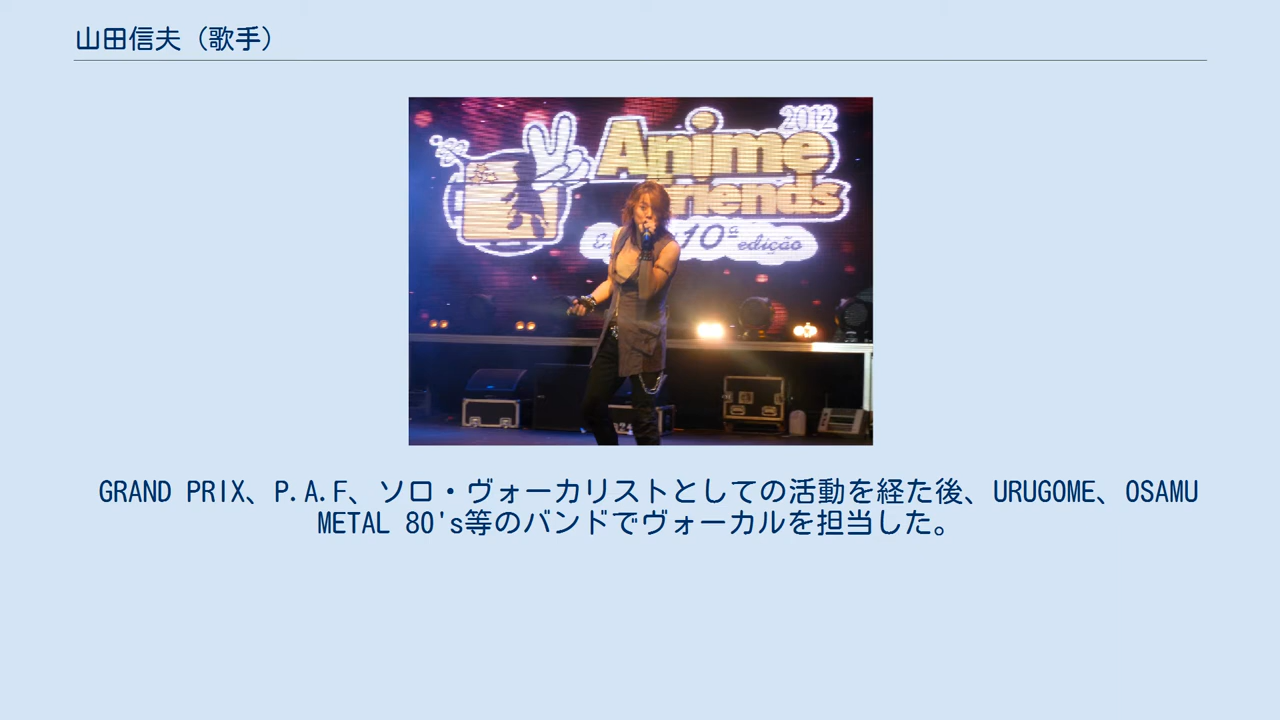 山田信夫（歌手）
2012
Anime
Friends
10ª edição
GRAND PRIX、P.A.F、ソロ・ヴォーカリストとしての活動を経た後、URUGOME、OSAMU
METAL 80's等のバンドでヴォーカルを担当した。